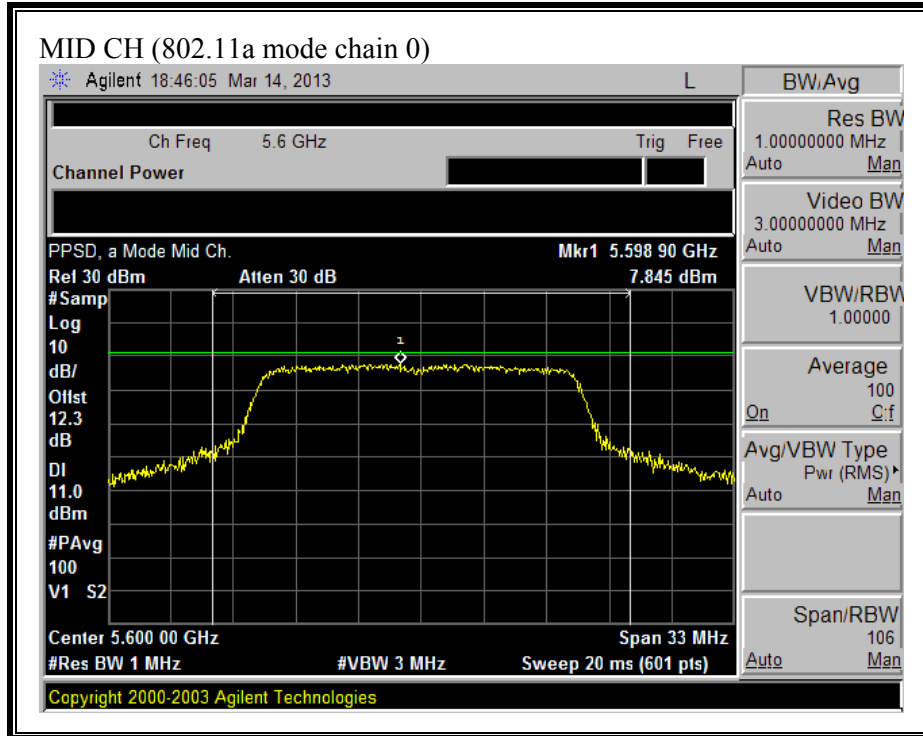 MID CH (802.11a mode chain 0)
Agilent 18:46:05 Mar 14, 2013 L
Ch Freq 5.6 GHz Trig Free
Channel Power
PPSD, a Mode Mid Ch. Mkr1 5.598 90 GHz
Ref 30 dBm Atten 30 dB 7.845 dBm
#Samp
Log
10
dB/
Offst
12.3
dB
DI
11.0
dBm
#PAvg
100
V1 S2
1
Center 5.600 00 GHz Span 33 MHz
#Res BW 1 MHz #VBW 3 MHz Sweep 20 ms (601 pts)
Copyright 2000-2003 Agilent Technologies
BW/Avg
Res BW
1.00000000 MHz
Auto Man
Video BW
3.00000000 MHz
Auto Man
VBW/RBW
1.00000
Average
100
On Off
Avg/VBW Type
Pwr (RMS)
Auto Man
Span/RBW
106
Auto Man